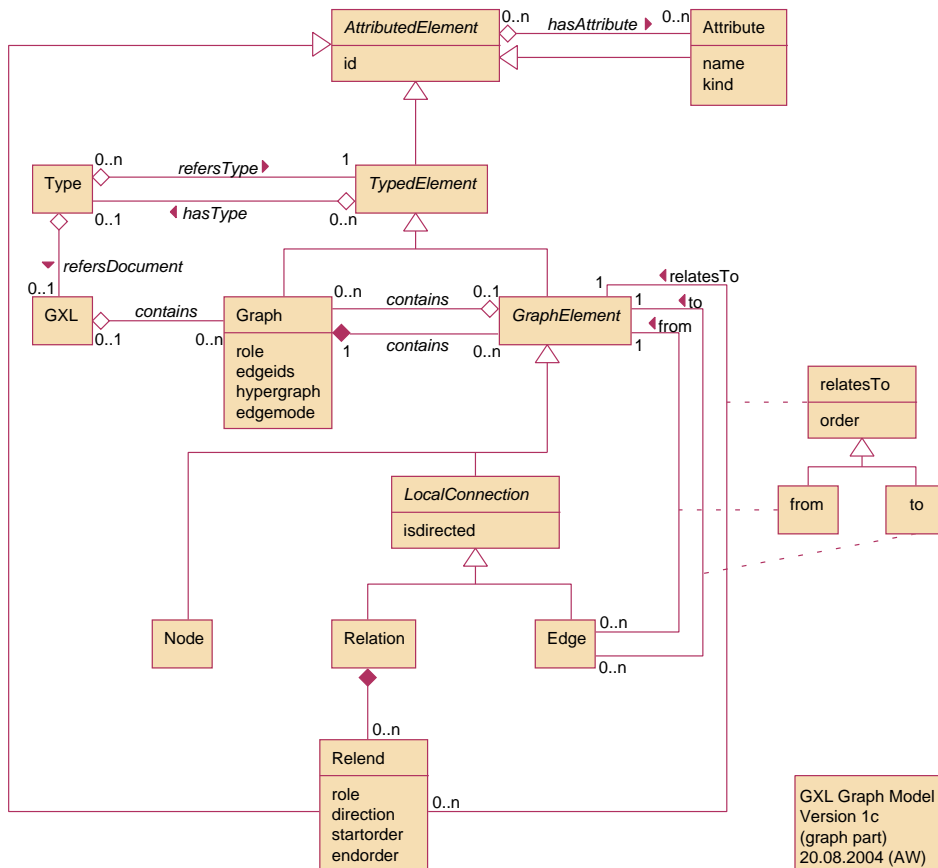 AttributedElement
id
0..n
hasAttribute
0..n
Attribute
name
kind
0..n
refersType
1
Type
TypedElement
0..1
hasType
0..n
refersDocument
0..1
GXL
contains
0..1
0..n
Graph
role
edgeids
hypergraph
edgemode
0..n
contains
0..1
1
contains
0..n
GraphElement
1
relatesTo
1
to
from
1
relatesTo
order
from
to
LocalConnection
isdirected
Node
Relation
Edge
0..n
0..n
0..n
Relend
role
direction
startorder
endorder
0..n
GXL Graph Model
Version 1c
(graph part)
20.08.2004 (AW)